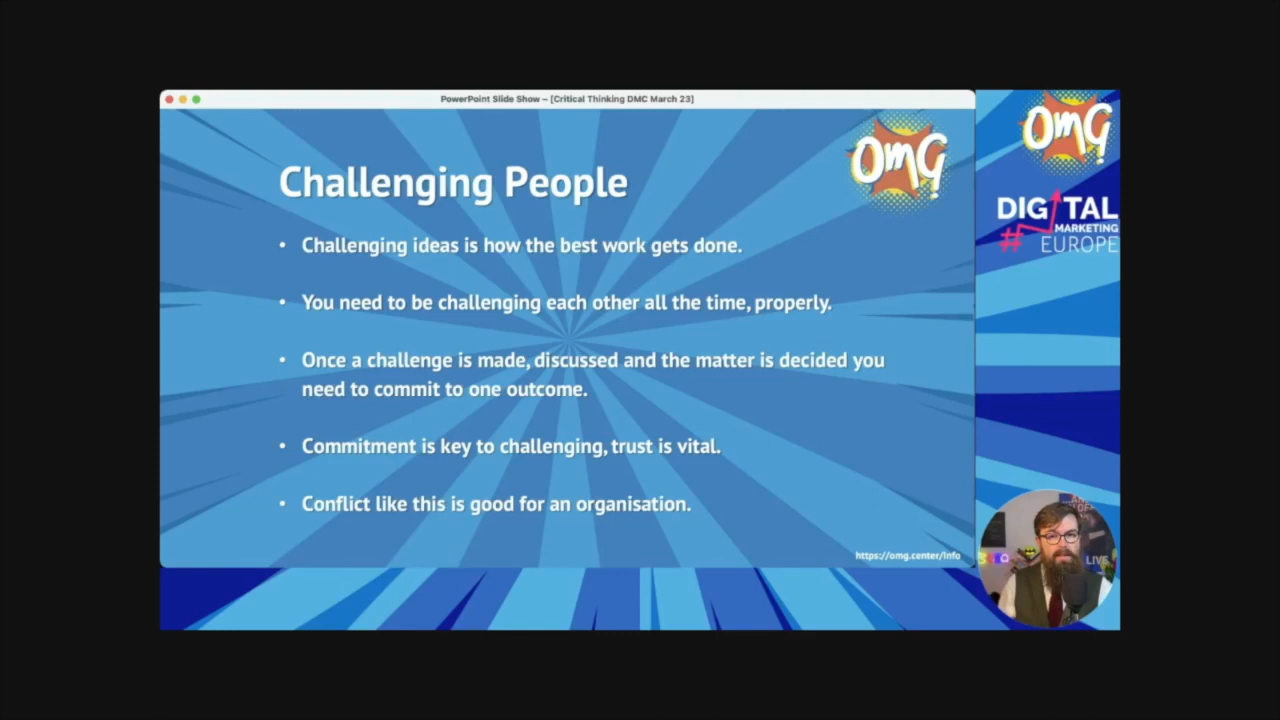 PowerPoint Slide Show – [Critical Thinking DMC March 23]
OMG
Challenging People
• Challenging ideas is how the best work gets done.
• You need to be challenging each other all the time, properly.
• Once a challenge is made, discussed and the matter is decided you
need to commit to one outcome.
• Commitment is key to challenging, trust is vital.
• Conflict like this is good for an organisation.
https://omg.center/info
OMG
DIGITAL
MARKETING
# EUROPE
LIVE